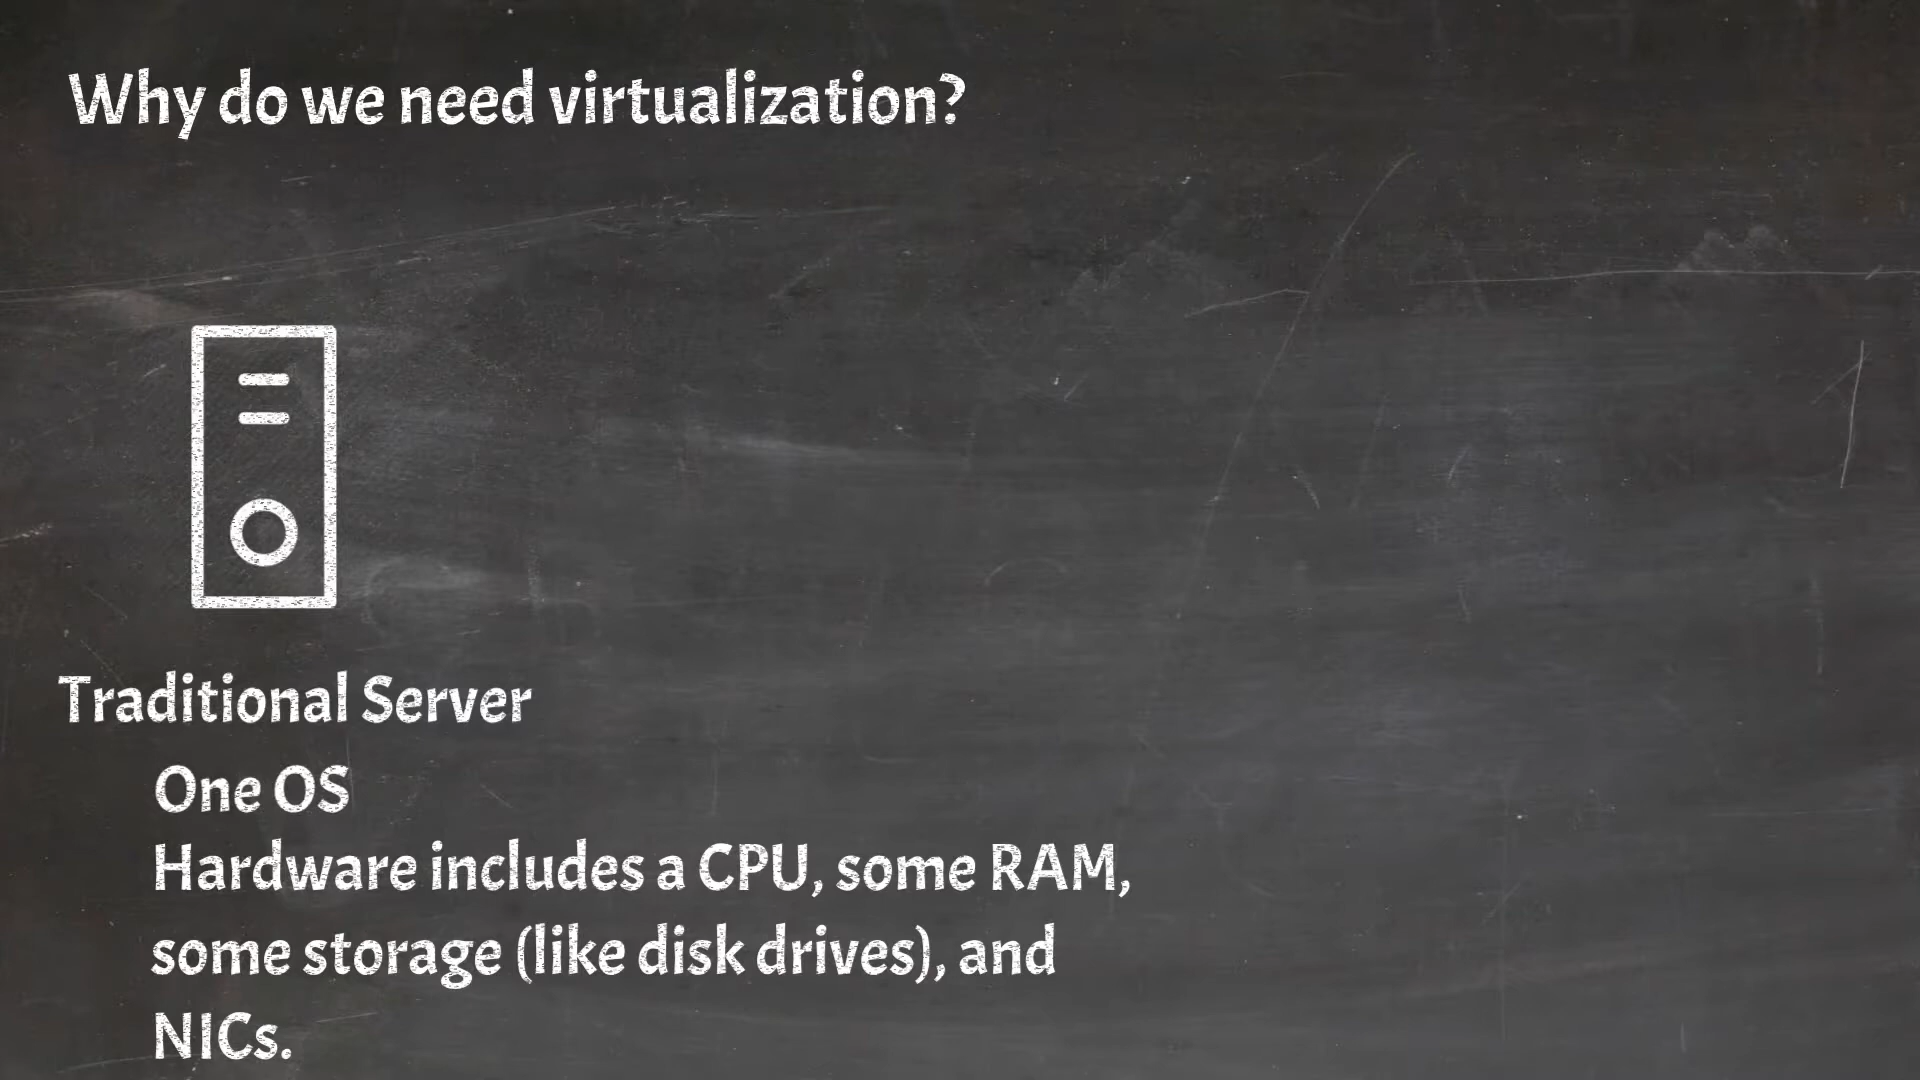 Why do we need virtualization?
Traditional Server
One OS
Hardware includes a CPU, some RAM,
some storage (like disk drives), and
NICs.